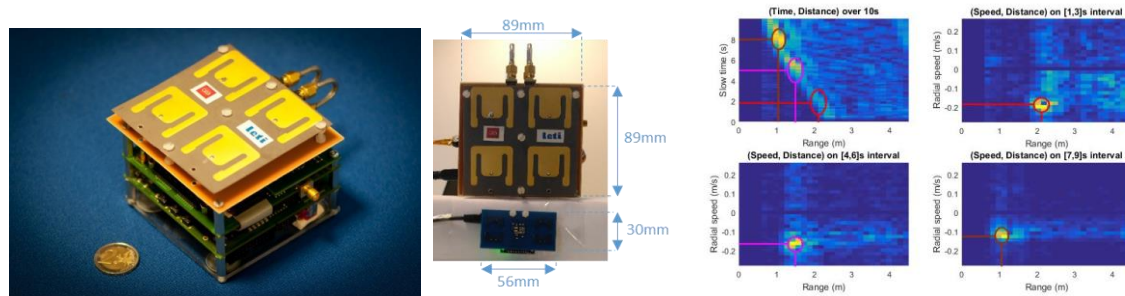 leti
89mm
leti
89mm
30mm
56mm
(Time, Distance) over 10s
Slow time (s)
8
6
4
2
0
0 1 2 3 4
Range (m)
(Speed, Distance) on [1,3]s interval
Radial speed (m/s)
0.2
0.1
0
-0.1
-0.2
0 1 2 3 4
Range (m)
(Speed, Distance) on [4,6]s interval
Radial speed (m/s)
0.2
0.1
0
-0.1
-0.2
0 1 2 3 4
Range (m)
(Speed, Distance) on [7,9]s interval
Radial speed (m/s)
0.2
0.1
0
-0.1
-0.2
0 1 2 3 4
Range (m)